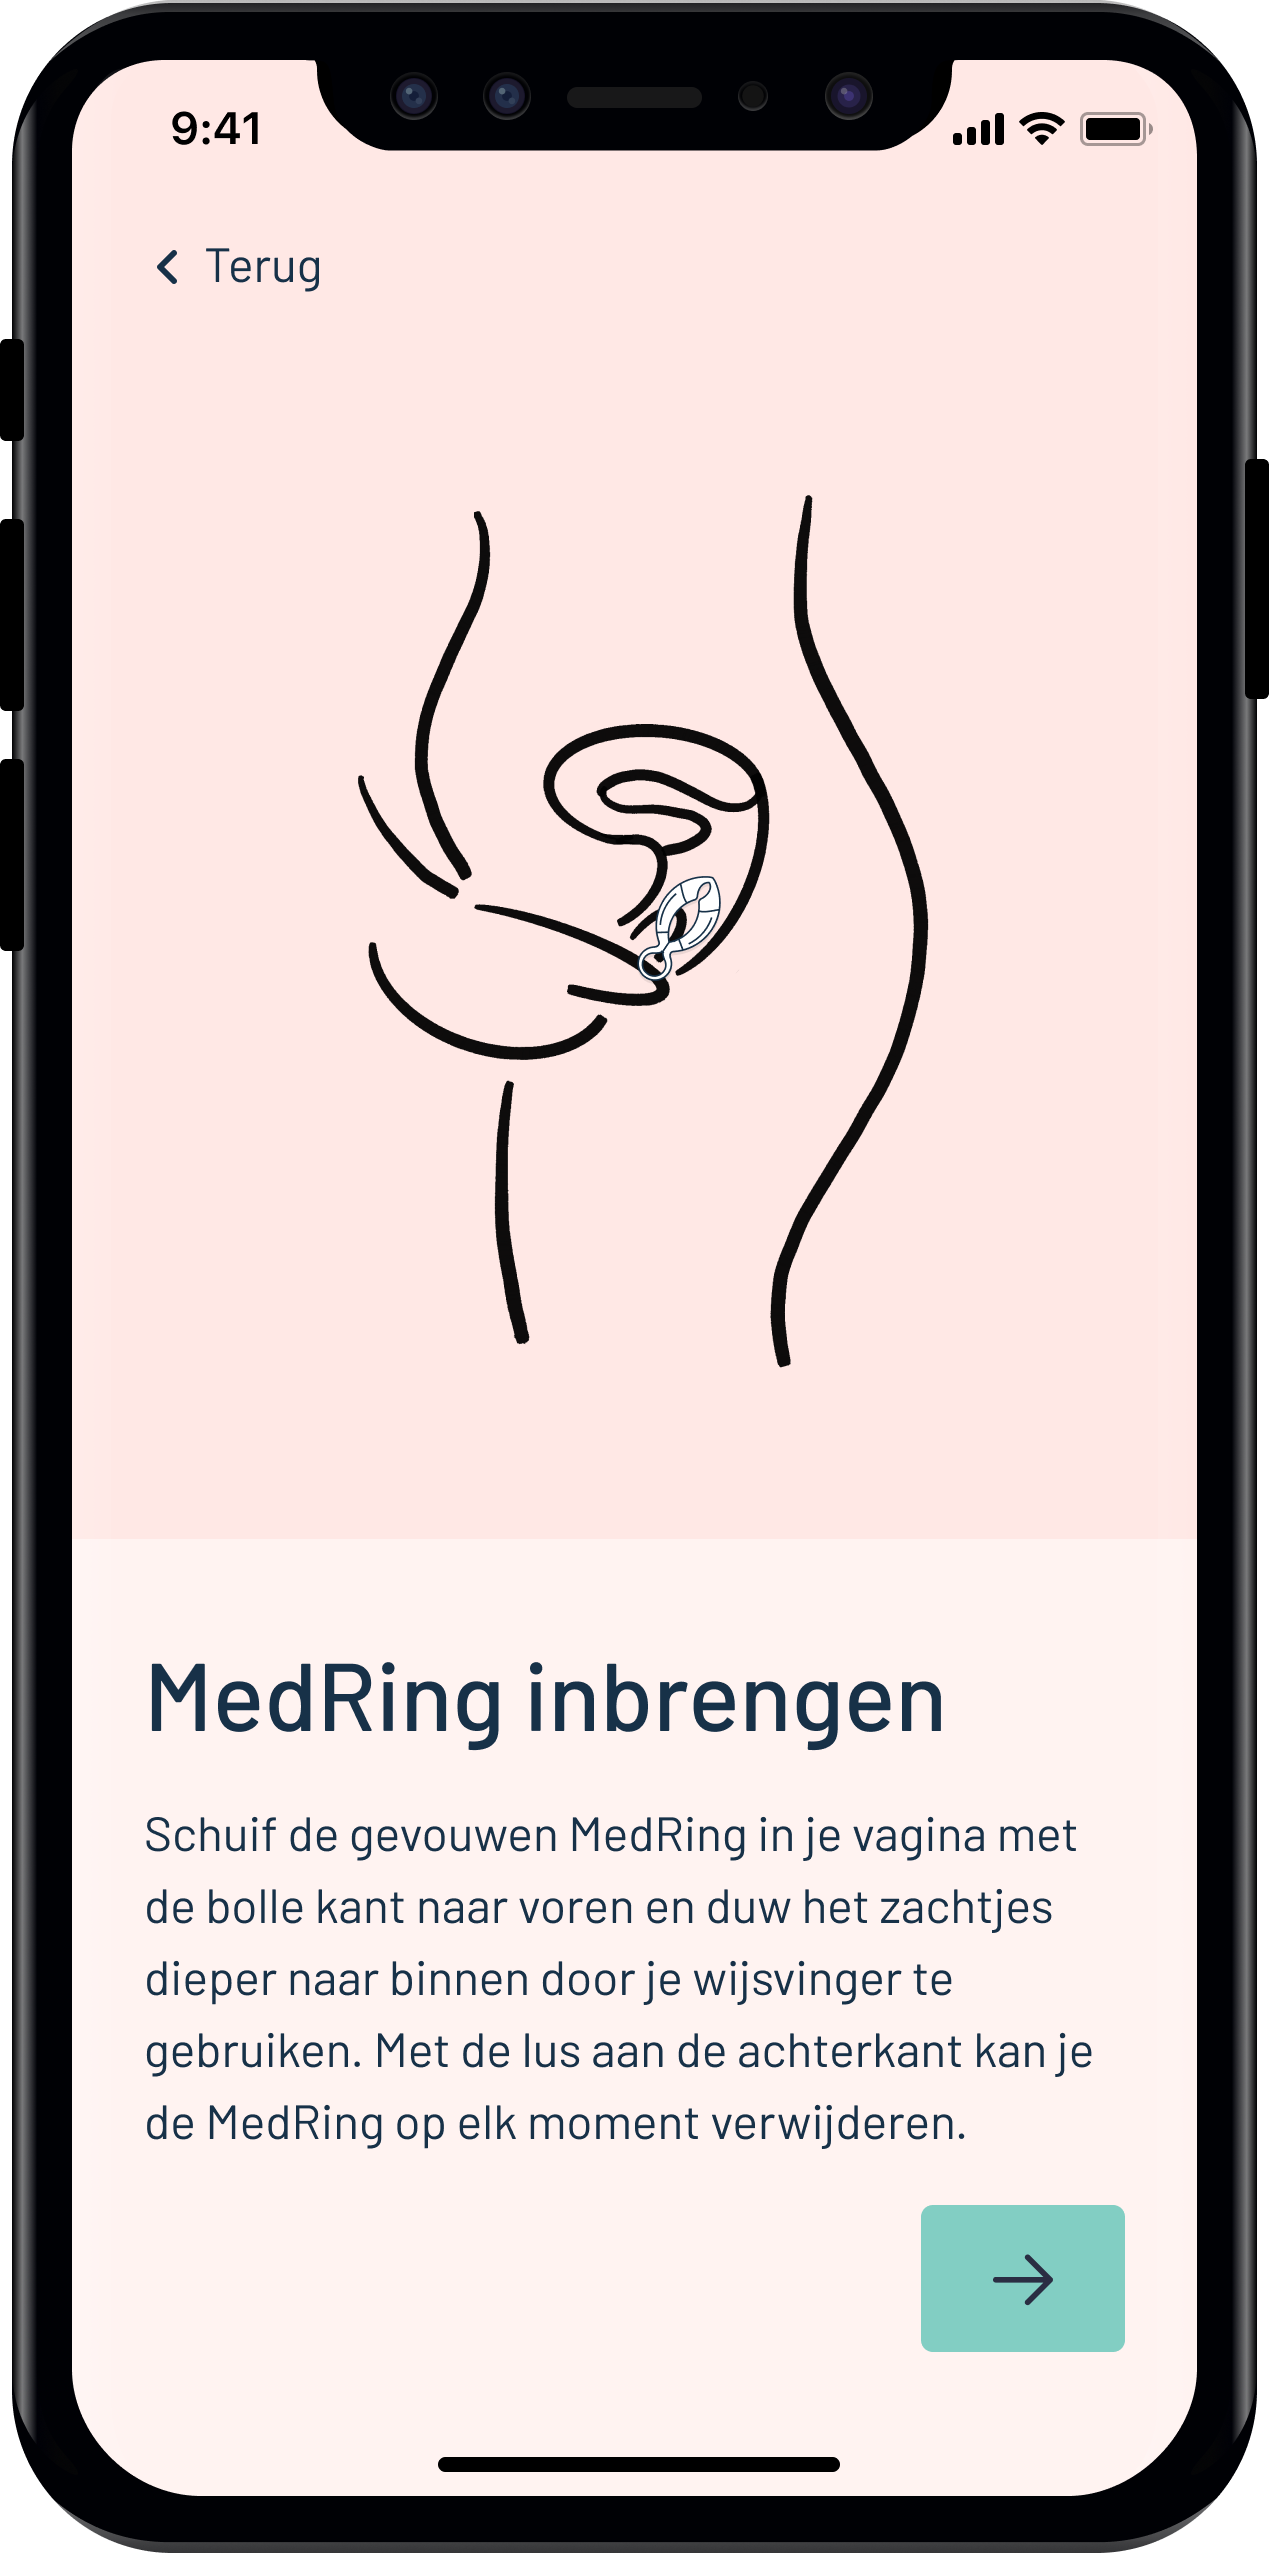 9:41
Terug
MedRing inbrengen
Schuif de gevouwen MedRing in je vagina met
de bolle kant naar voren en duw het zachtjes
dieper naar binnen door je wijsvinger te
gebruiken. Met de lus aan de achterkant kan je
de MedRing op elk moment verwijderen.